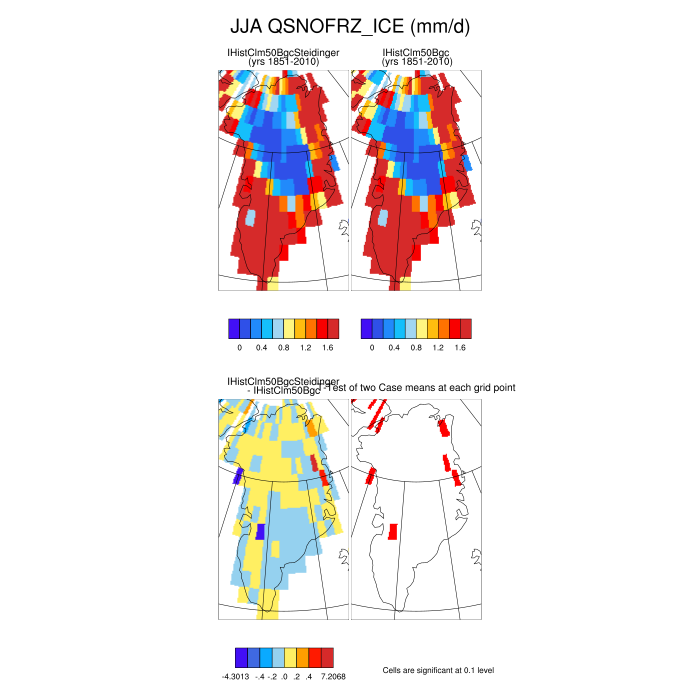 JJA QSNOFRZ_ICE (mm/d)
IHistClm50BgcSteidinger
(yrs 1851-2010)
IHistClm50Bgc
(yrs 1851-2010)
0 0.4 0.8 1.2 1.6
0 0.4 0.8 1.2 1.6
IHistClm50BgcSteidinger
- IHistClm50Bgc
T-Test of two Case means at each grid point
-4.3013 -.4 -.2 .0 .2 .4 7.2068
Cells are significant at 0.1 level